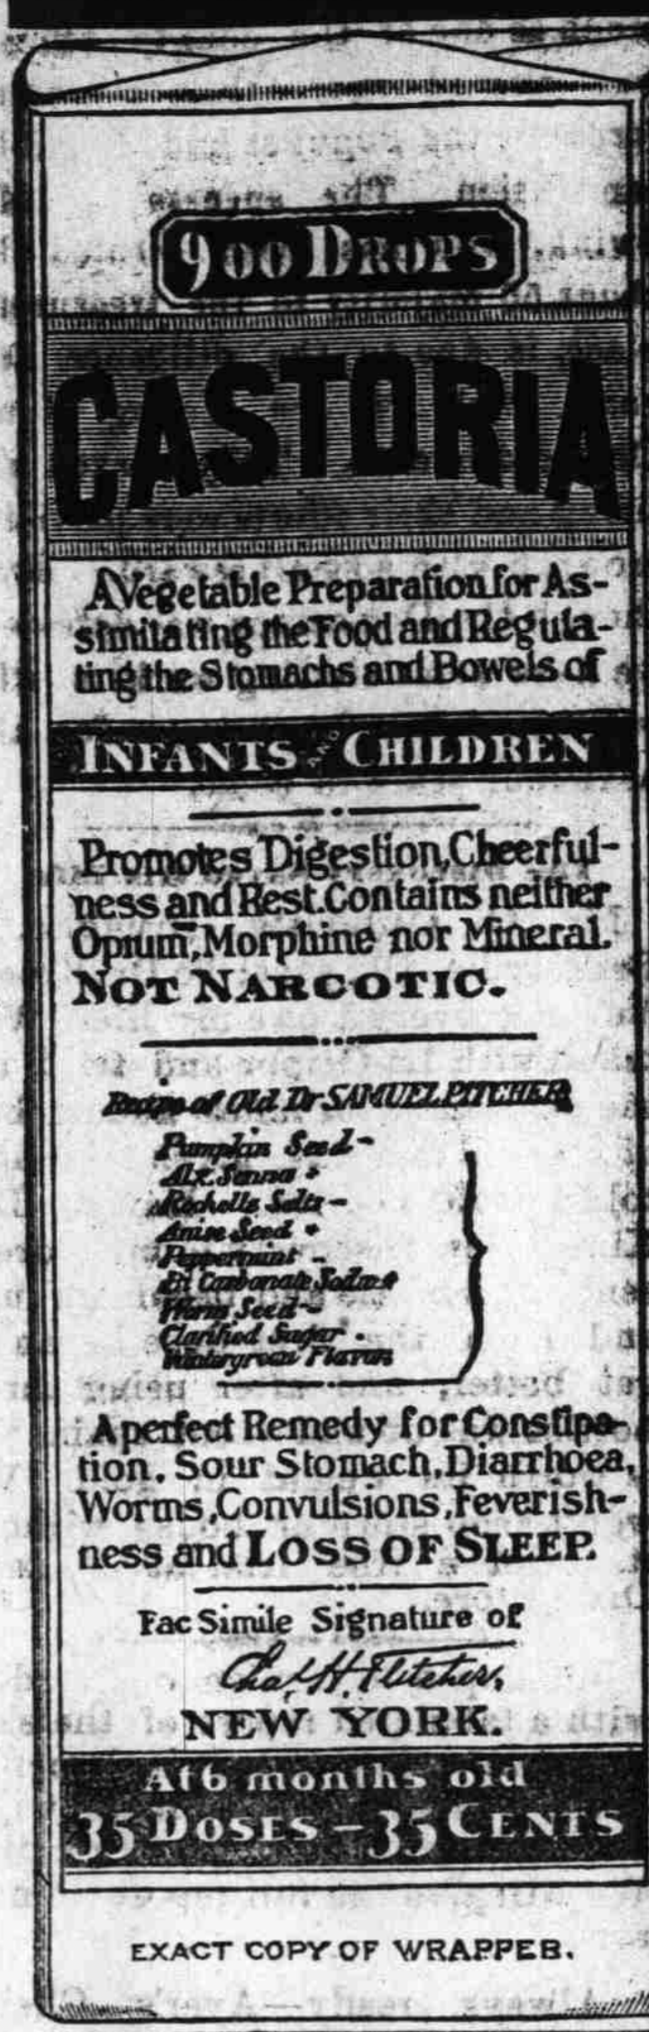 900 DROPS
CASTORIA
A Vegetable Preparation for As-
similating the Food and Regula-
ting the Stomachs and Bowels of
INFANTS AND CHILDREN
Promotes Digestion, Cheerful-
ness and Rest. Contains neither
Opium, Morphine nor Mineral.
NOT NARCOTIC.
Recipe of Old Dr SAMUEL PITCHER
Pumpkin Seed -
Alx. Senna +
Rochelle Salts -
Anise Seed +
Peppermint -
Bi Carbonate Soda +
Worm Seed -
Clarified Sugar .
Wintergreen Flavor
A perfect Remedy for Constipa-
tion, Sour Stomach, Diarrhoea,
Worms, Convulsions, Feverish-
ness and LOSS OF SLEEP.
Fac Simile Signature of
Chas. H. Fletcher.
NEW YORK.
At 6 months old
35 DOSES – 35 CENTS
EXACT COPY OF WRAPPER.